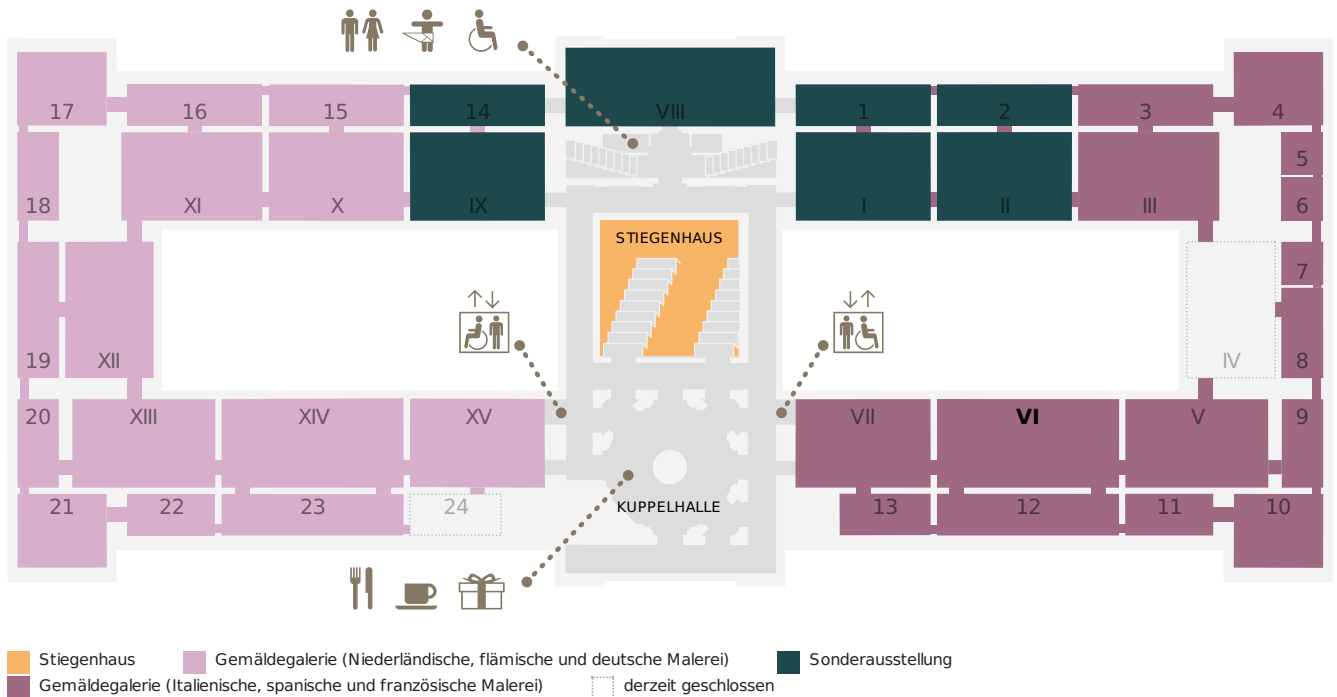 17
16
15
14
VIII
1
2
3
4
5
18
XI
X
IX
I
II
III
6
STIEGENHAUS
7
19
XII
IV
8
20
XIII
XIV
XV
VII
VI
V
9
21
22
23
24
KUPPELHALLE
13
12
11
10
Stiegenhaus
Gemäldegalerie (Niederländische, flämische und deutsche Malerei)
Sonderausstellung
Gemäldegalerie (Italienische, spanische und französische Malerei)
derzeit geschlossen